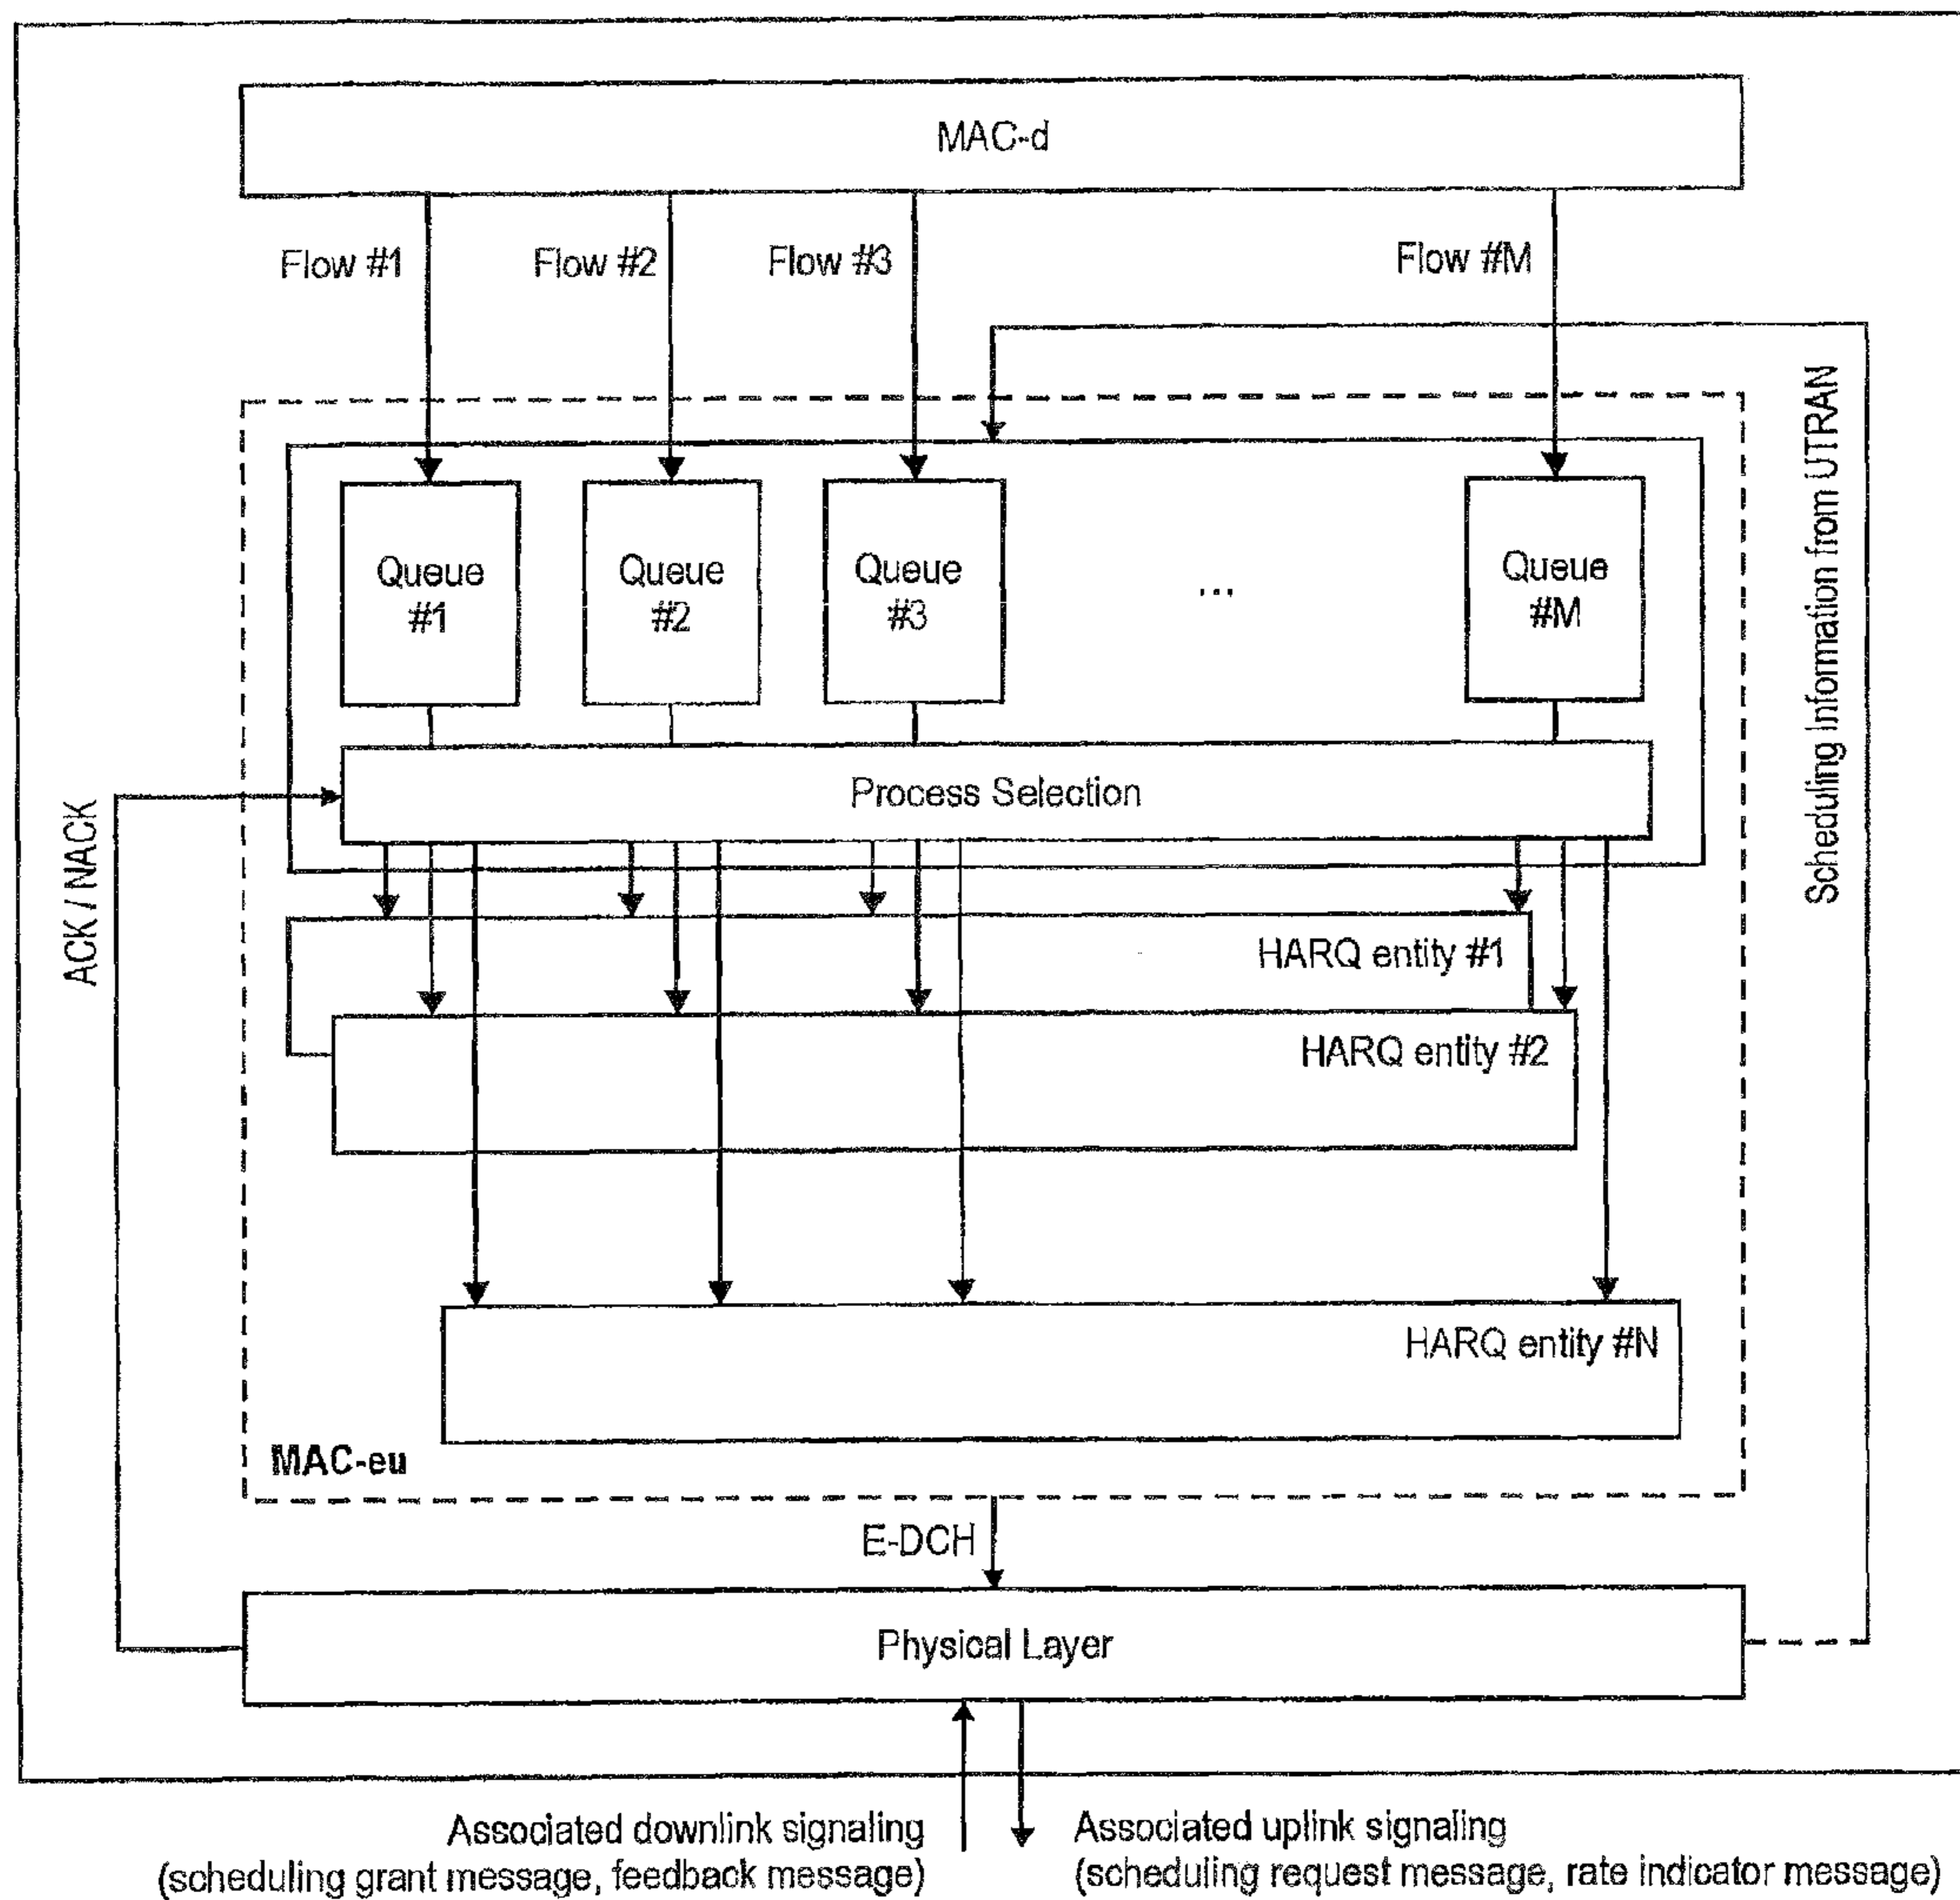 MAC-d
Flow #1
Flow #2
Flow #3
Flow #M
Scheduling Information from UTRAN
Queue
#1
Queue
#2
Queue
#3
...
Queue
#M
Process Selection
ACK / NACK
HARQ entity #1
HARQ entity #2
HARQ entity #N
MAC-eu
E-DCH
Physical Layer
Associated downlink signaling
(scheduling grant message, feedback message)
Associated uplink signaling
(scheduling request message, rate indicator message)